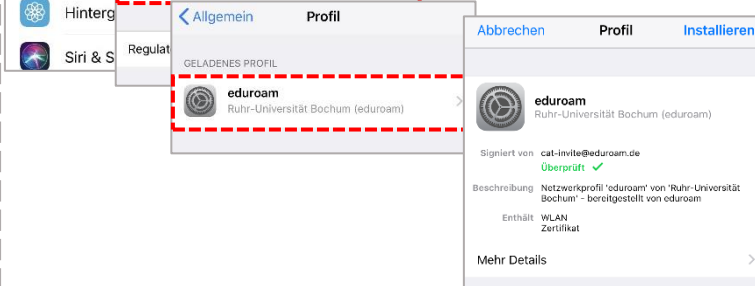 Hinterg
Siri & S
Regulat
Allgemein
Profil
GELADENES PROFIL
eduroam
Ruhr-Universität Bochum (eduroam)
Abbrechen
Profil
Installieren
eduroam
Ruhr-Universität Bochum (eduroam)
Signiert von cat-invite@eduroam.de
Überprüft ✓
Beschreibung Netzwerkprofil 'eduroam' von 'Ruhr-Universität
Bochum' - bereitgestellt von eduroam
Enthält WLAN
Zertifikat
Mehr Details